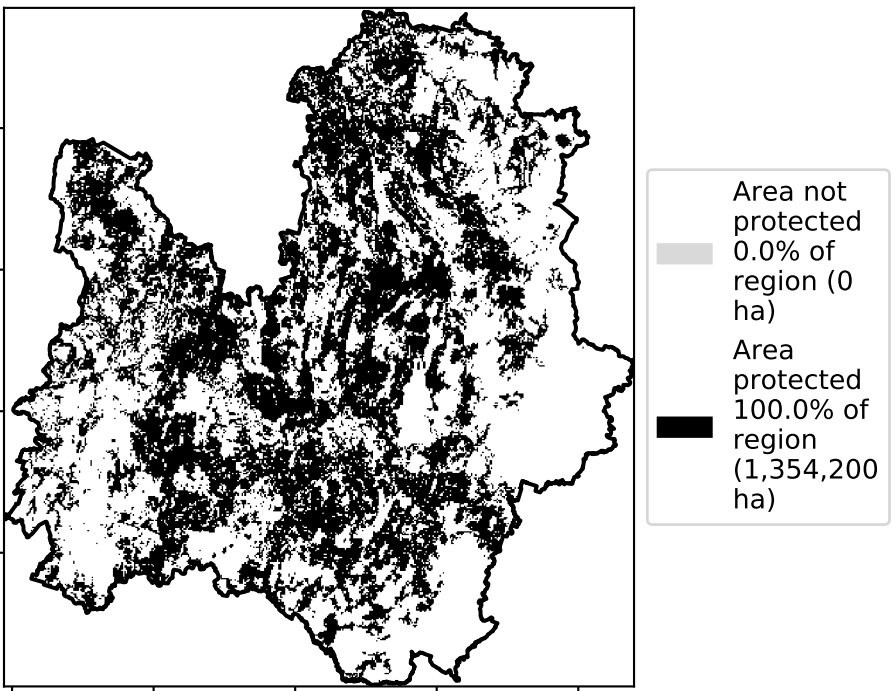 Area not
protected
0.0% of
region (0
ha)
Area
protected
100.0% of
region
(1,354,200
ha)